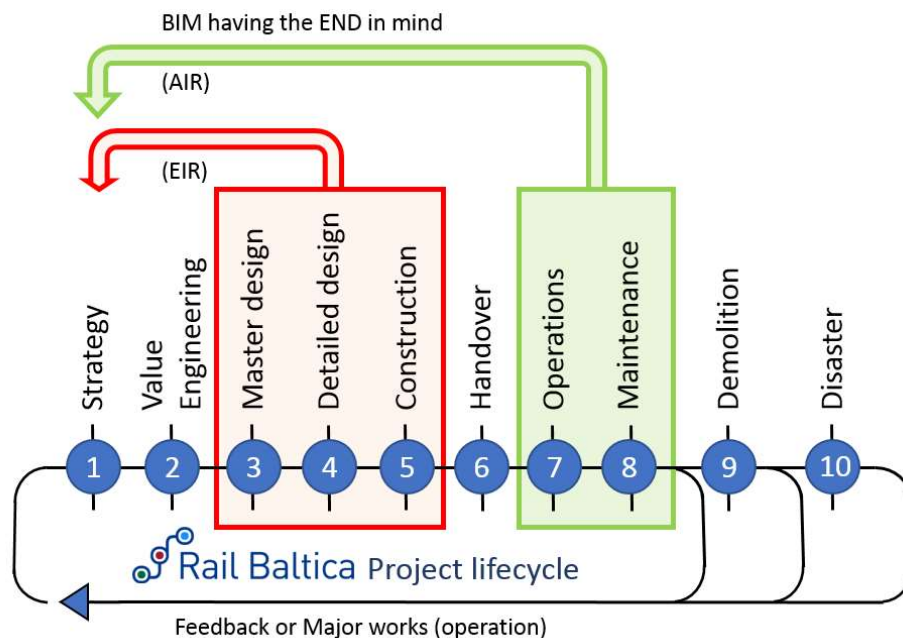 BIM having the END in mind
(AIR)
(EIR)
Strategy
Value
Engineering
Master design
Detailed design
Construction
Handover
Operations
Maintenance
Demolition
Disaster
1 2 3 4 5 6 7 8 9 10
Rail Baltica Project lifecycle
Feedback or Major works (operation)